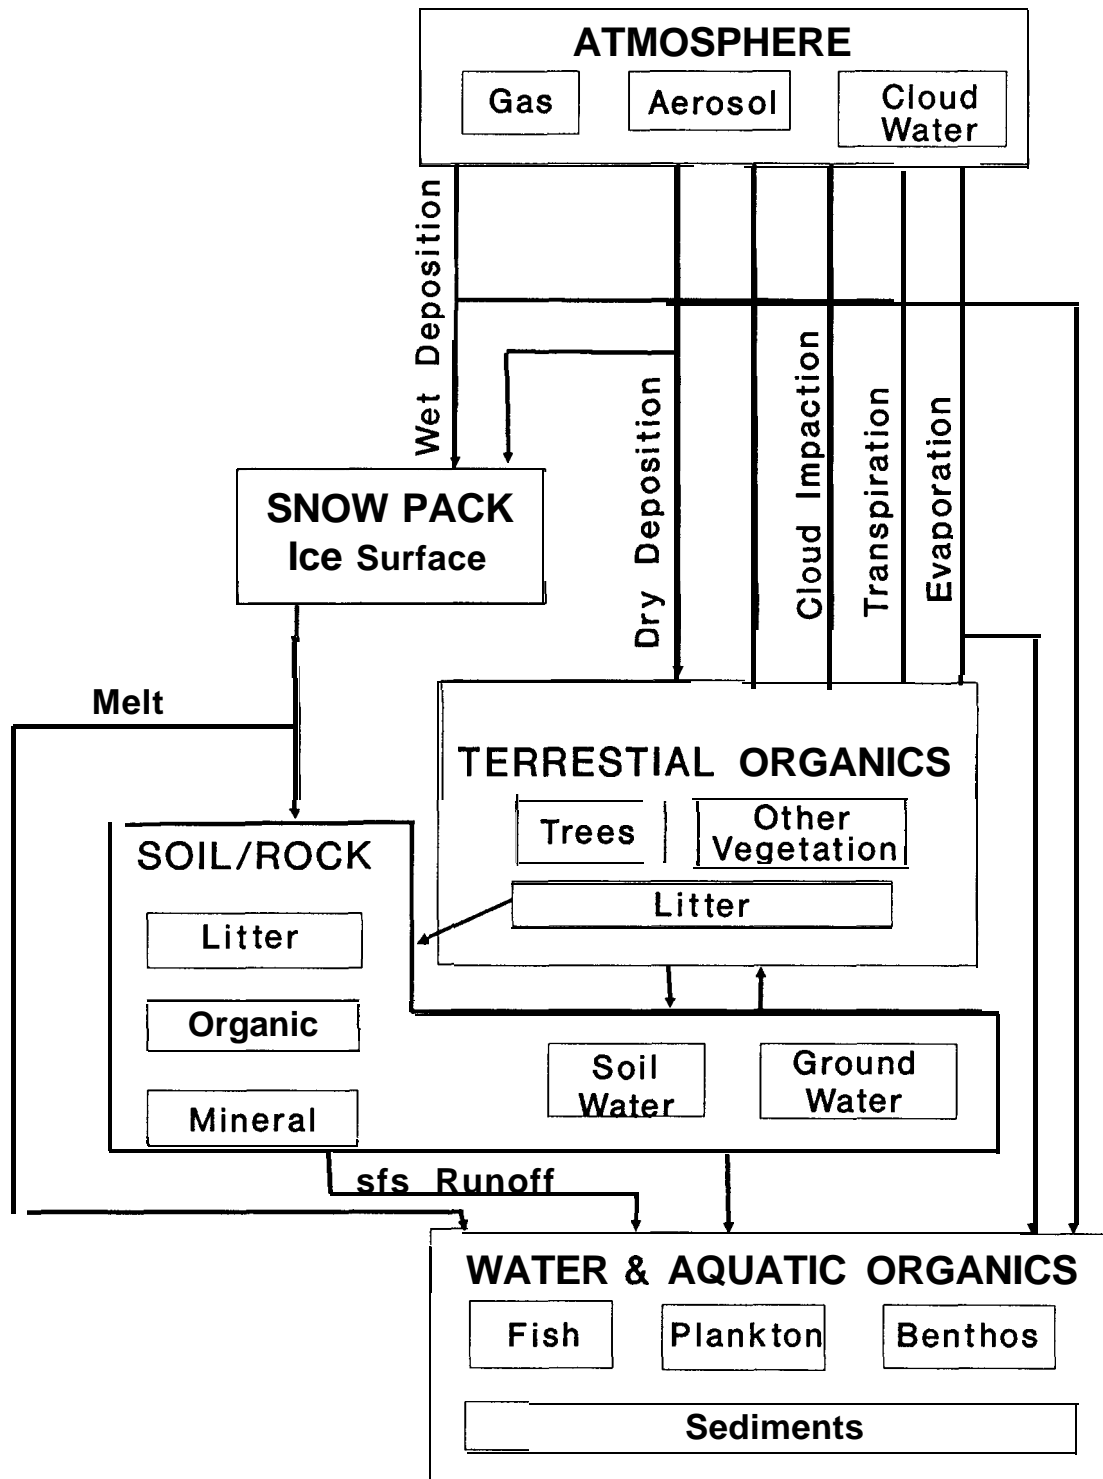 ATMOSPHERE
Gas
Aerosol
Cloud
Water
Wet Deposition
Dry Deposition
Cloud Impaction
Transpiration
Evaporation
SNOW PACK
Ice Surface
Melt
TERRESTIAL ORGANICS
Trees
Other
Vegetation
Litter
SOIL/ROCK
Litter
Organic
Mineral
Soil
Water
Ground
Water
sfs Runoff
WATER & AQUATIC ORGANICS
Fish
Plankton
Benthos
Sediments